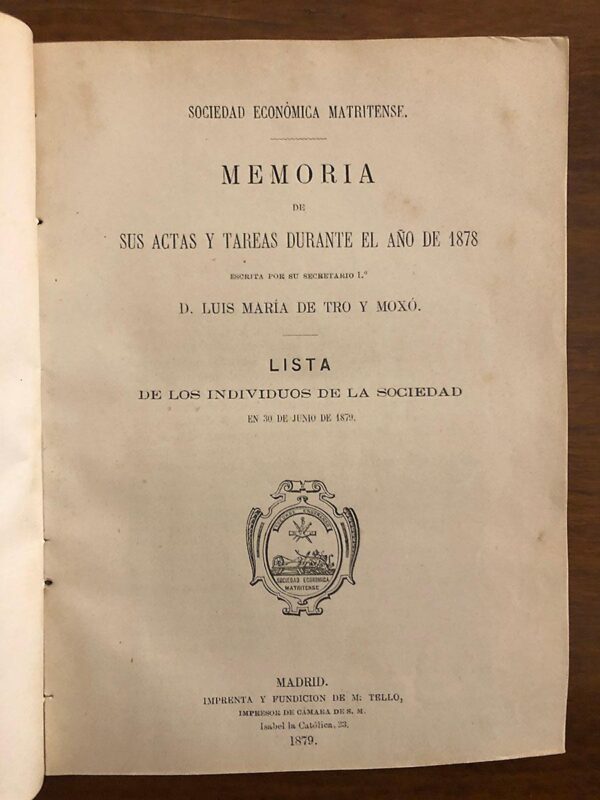 SOCIEDAD ECONÓMICA MATRITENSE.
MEMORIA
DE
SUS ACTAS Y TAREAS DURANTE EL AÑO DE 1878
ESCRITA POR SU SECRETARIO 1.º
D. LUIS MARÍA DE TRO Y MOXÓ.
LISTA
DE LOS INDIVIDUOS DE LA SOCIEDAD
EN 30 DE JUNIO DE 1879.
SOCIEDAD ECONÓMICA
MATRITENSE
MADRID.
IMPRENTA Y FUNDICION DE M. TELLO,
IMPRESOR DE CÁMARA DE S. M.
Isabel la Católica, 23.
1879.